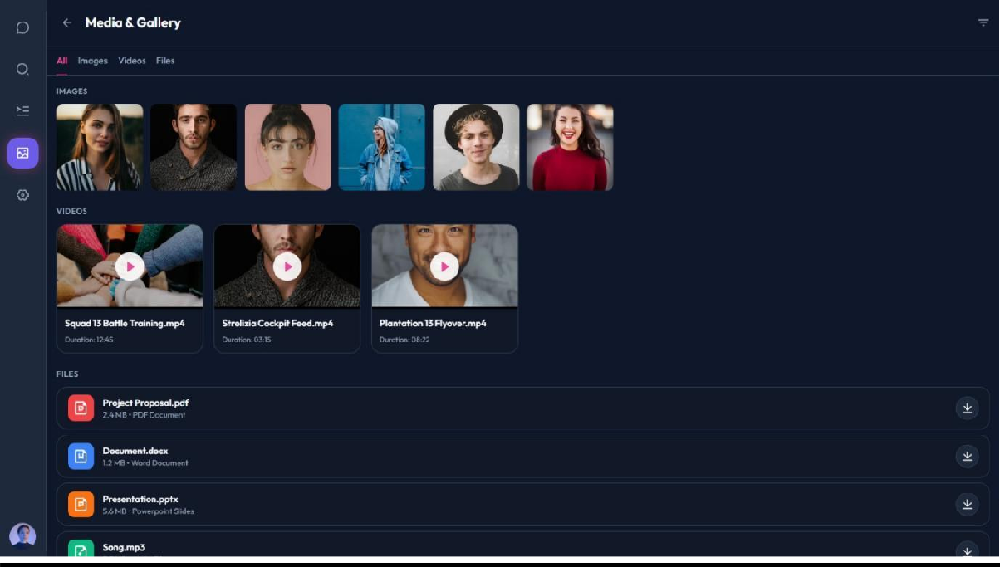 Media & Gallery
All Images Videos Files
IMAGES
VIDEOS
Squad 13 Battle Training.mp4
Duration: 12:45
Strelizia Cockpit Feed.mp4
Duration: 03:15
Plantation 13 Flyover.mp4
Duration: 08:22
FILES
Project Proposal.pdf
2.4 MB • PDF Document
Document.docx
1.2 MB • Word Document
Presentation.pptx
5.6 MB • Powerpoint Slides
Song.mp3